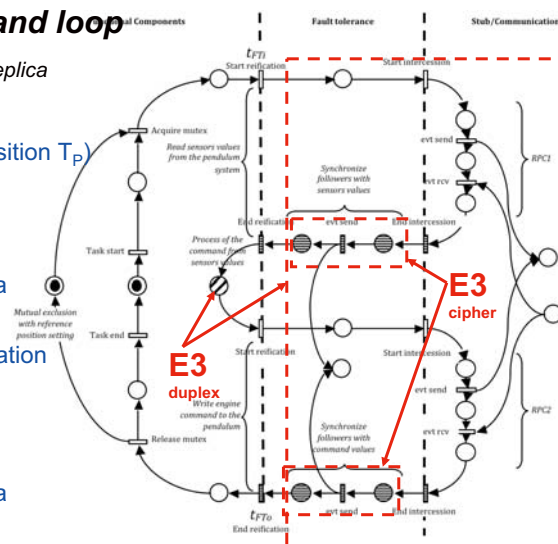 and loop
eplica
sition TP)
a
ation
a
Functional Components
Fault tolerance
Stub/Communication
tFTi
Start reification
Start intercession
Acquire mutex
Read sensors values
from the pendulum
system
evt send
RPC1
evt rcv
Synchronize
followers with
sensors values
End reification
evt send
End intercession
Task start
Process of the
command from
sensors values
Mutual exclusion
with reference
position setting
E3
cipher
Task end
E3
duplex
Start reification
Start intercession
Write engine
command to the
pendulum
evt send
RPC2
Synchronize
followers with
command values
evt rcv
Release mutex
tFTo
End reification
evt send
End intercession